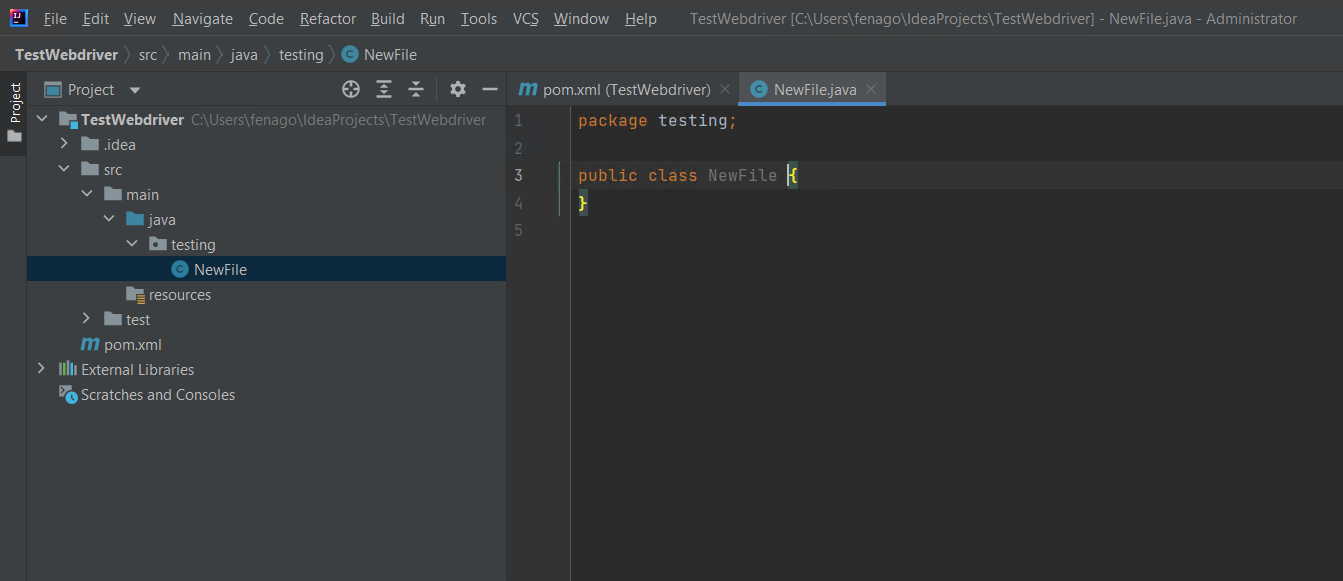 File Edit View Navigate Code Refactor Build Run Tools VCS Window Help TestWebdriver [C:\Users\fenago\IdeaProjects\TestWebdriver] - NewFile.java - Administrator
TestWebdriver src main java testing NewFile
Project
Project
pom.xml (TestWebdriver)
NewFile.java
TestWebdriver C:\Users\fenago\IdeaProjects\TestWebdriver
.idea
src
main
java
testing
NewFile
resources
test
pom.xml
External Libraries
Scratches and Consoles
1 package testing;
2
3 public class NewFile {
4 }
5